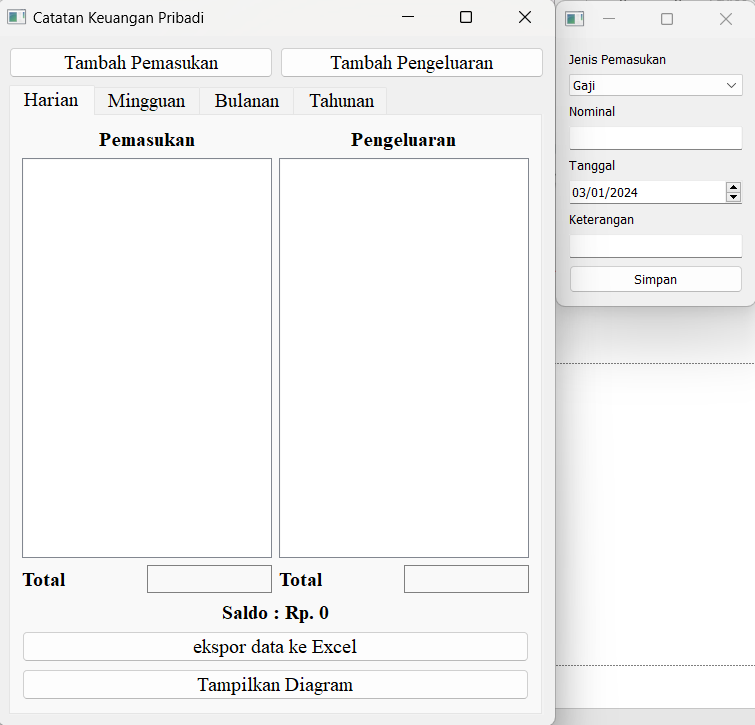 Catatan Keuangan Pribadi
Tambah Pemasukan Tambah Pengeluaran
Harian Mingguan Bulanan Tahunan
Pemasukan Pengeluaran
Total Total
Saldo : Rp. 0
ekspor data ke Excel
Tampilkan Diagram
Jenis Pemasukan
Gaji
Nominal
Tanggal
03/01/2024
Keterangan
Simpan